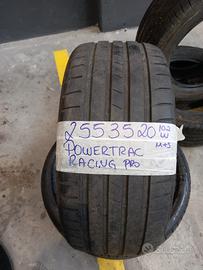 2553520 102 W
POWERTRAC M+S
RACING PRO